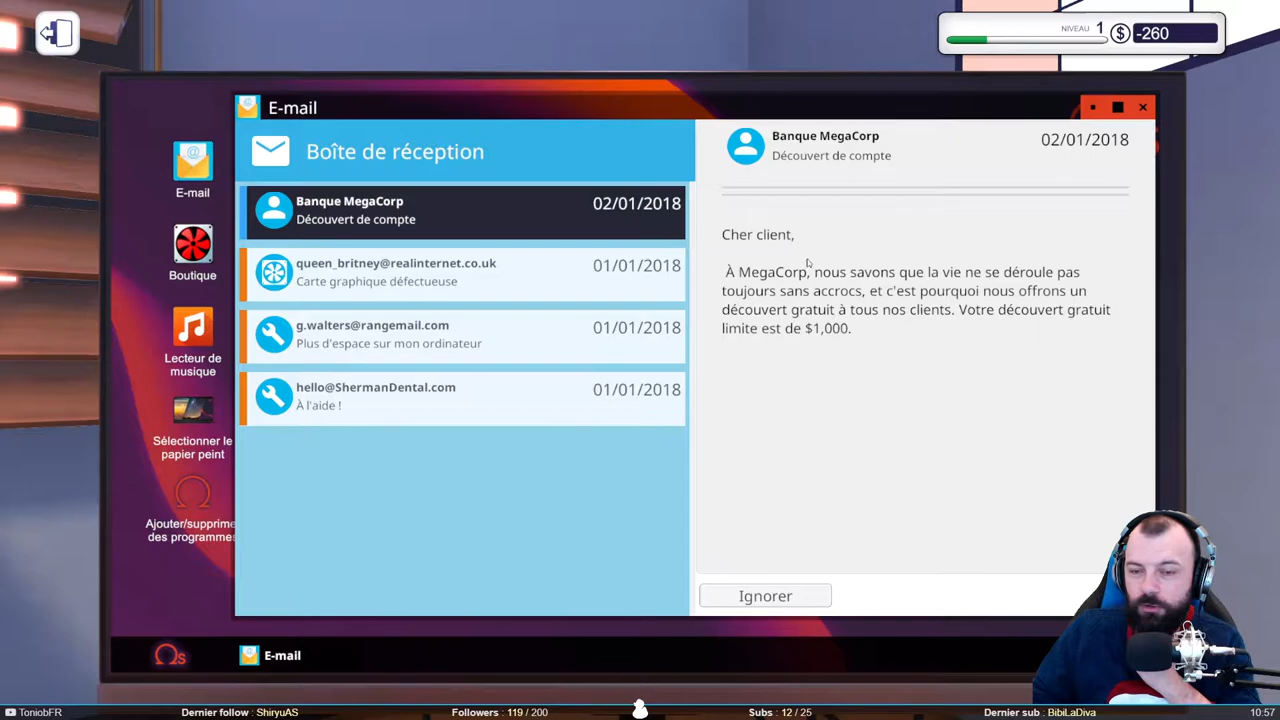 NIVEAU 1 $ -260
E-mail
Boîte de réception
Banque MegaCorp 02/01/2018
Découvert de compte
queen_britney@realinternet.co.uk 01/01/2018
Carte graphique défectueuse
g.walters@rangemail.com 01/01/2018
Plus d'espace sur mon ordinateur
hello@ShermanDental.com 01/01/2018
À l'aide !
Banque MegaCorp 02/01/2018
Découvert de compte
Cher client,
À MegaCorp, nous savons que la vie ne se déroule pas
toujours sans accrocs, et c'est pourquoi nous offrons un
découvert gratuit à tous nos clients. Votre découvert gratuit
limite est de $1,000.
Ignorer
E-mail
Boutique
Lecteur de
musique
Sélectionner le
papier peint
Ajouter/supprime
des programme
Ωs E-mail
ToniobFR Dernier follow : ShiryuAS Followers : 119 / 200 Subs : 12 / 25 Dernier sub : BibiLaDiva 10:57